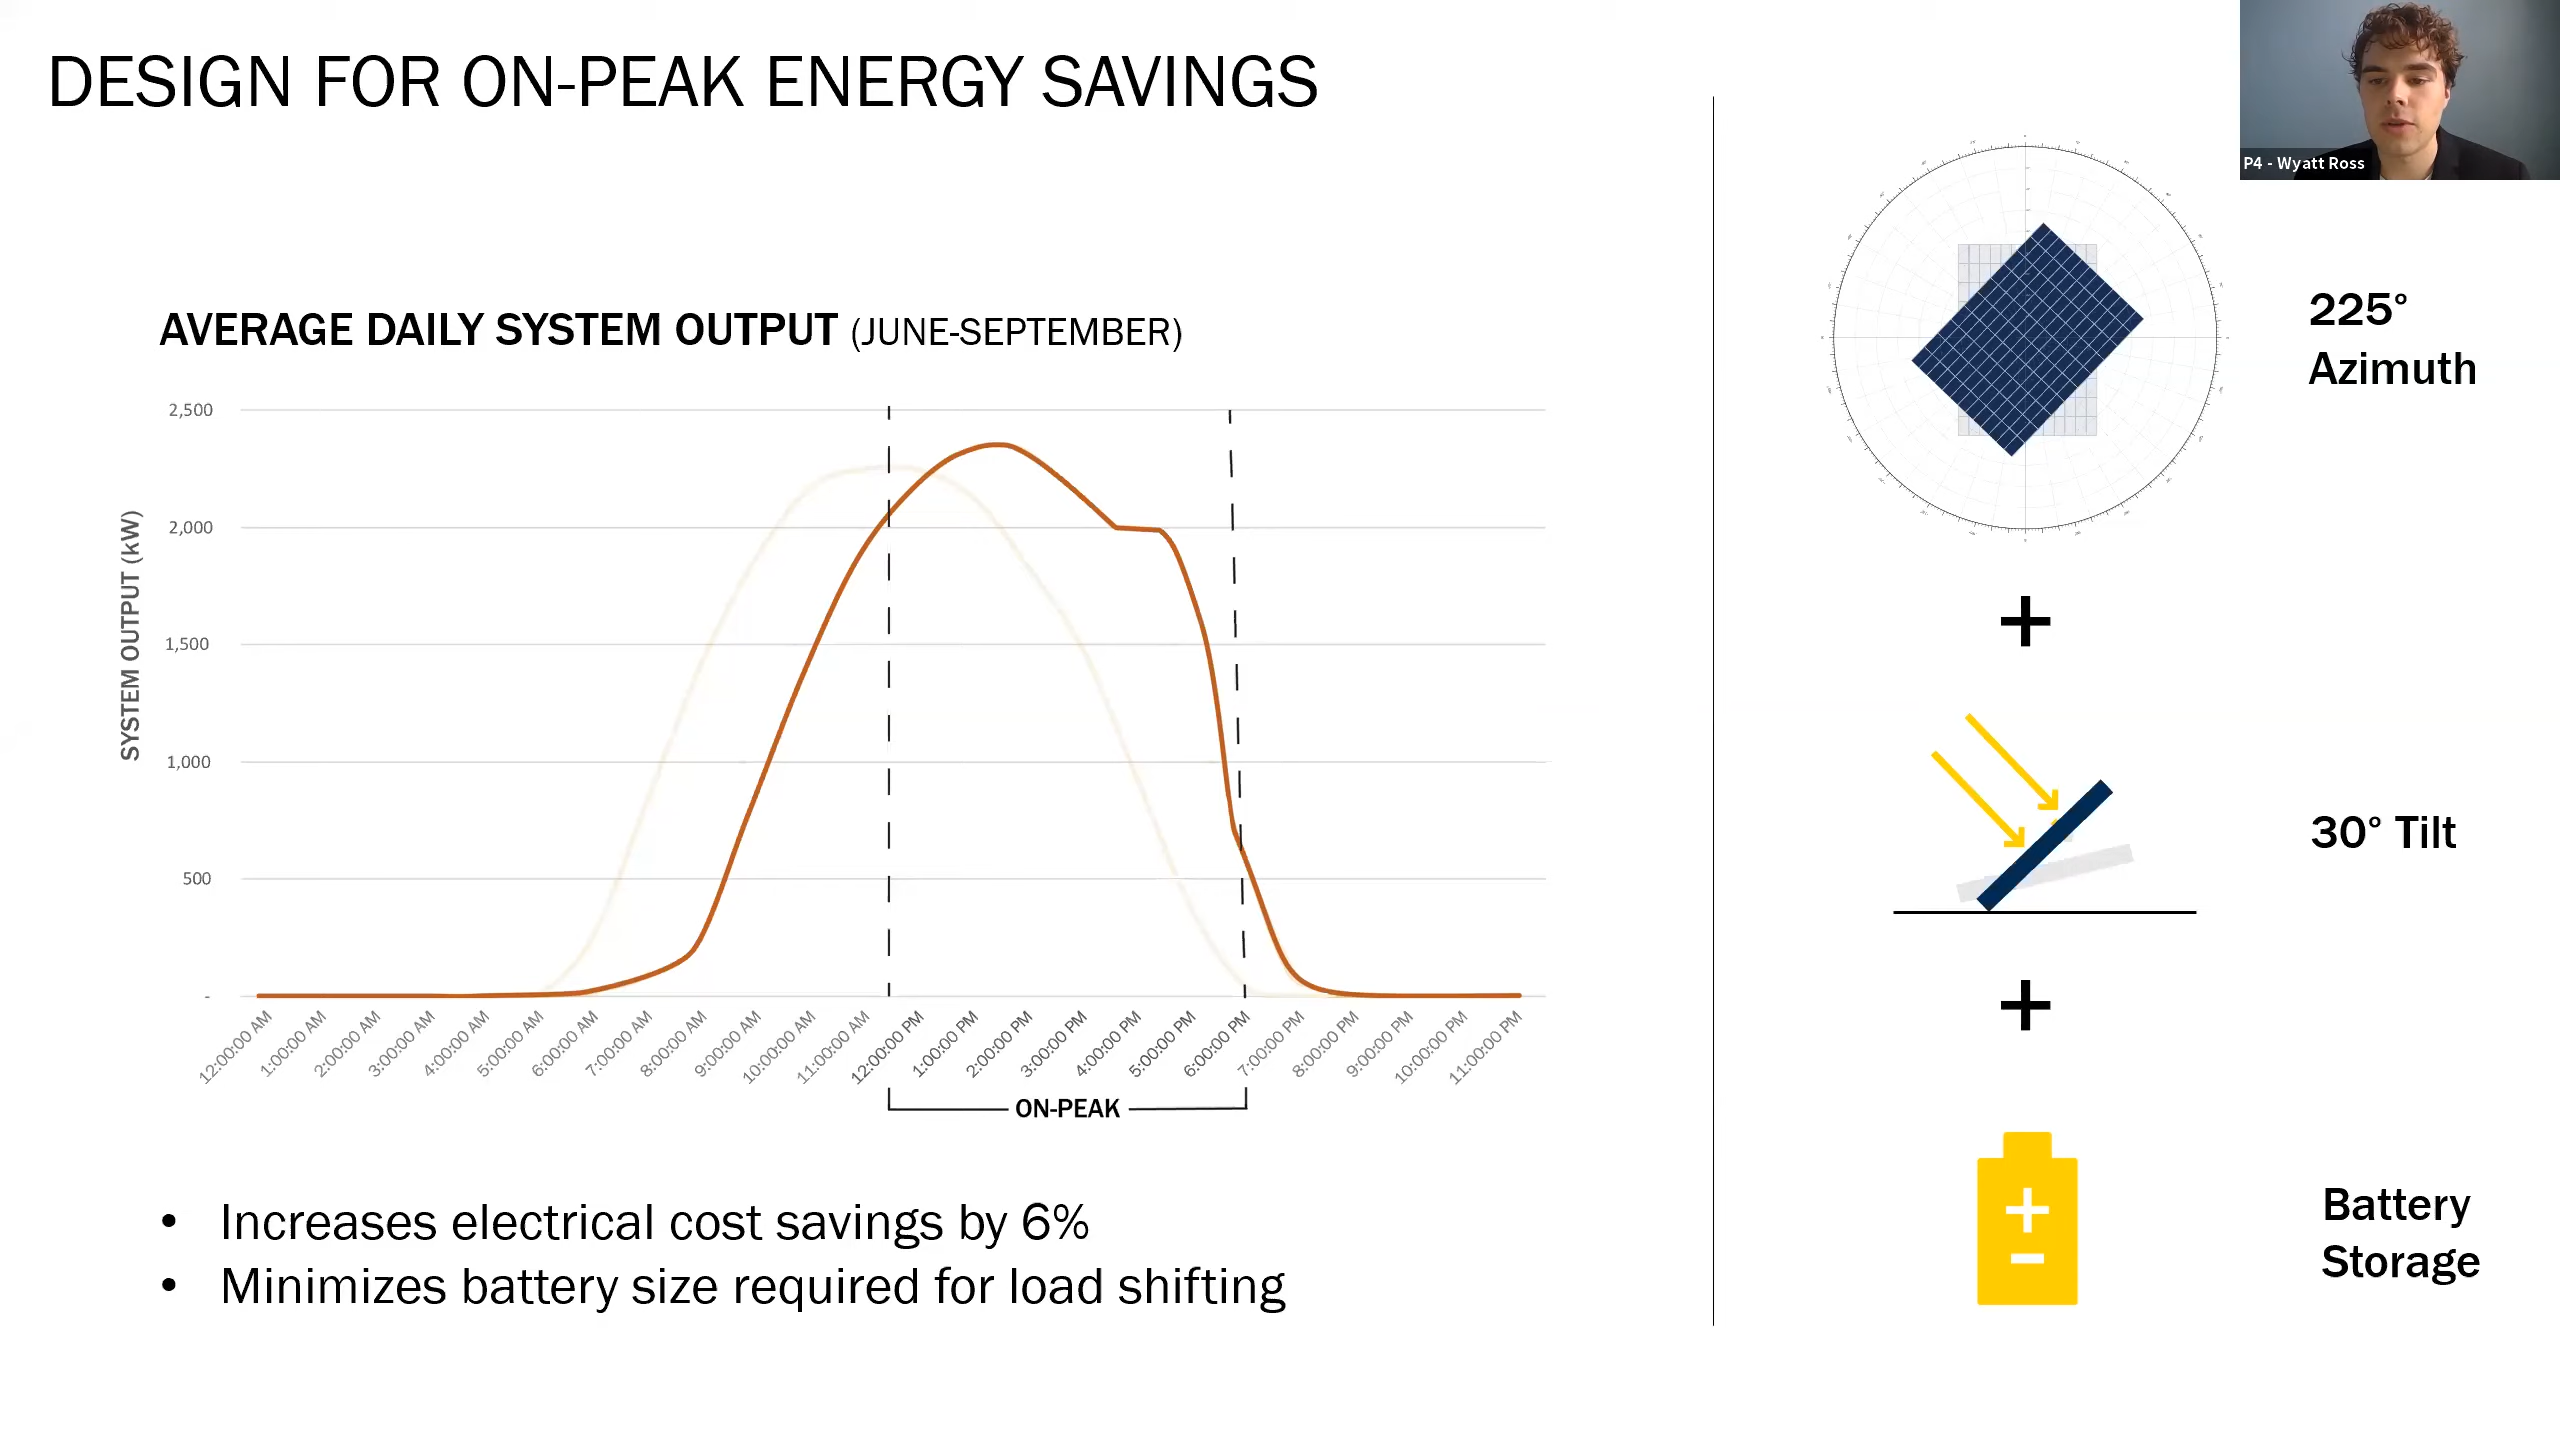 DESIGN FOR ON-PEAK ENERGY SAVINGS
P4 - Wyatt Ross
AVERAGE DAILY SYSTEM OUTPUT (JUNE-SEPTEMBER)
SYSTEM OUTPUT (kW)
2,500
2,000
1,500
1,000
500
-
12:00:00 AM
1:00:00 AM
2:00:00 AM
3:00:00 AM
4:00:00 AM
5:00:00 AM
6:00:00 AM
7:00:00 AM
8:00:00 AM
9:00:00 AM
10:00:00 AM
11:00:00 AM
12:00:00 PM
1:00:00 PM
2:00:00 PM
3:00:00 PM
4:00:00 PM
5:00:00 PM
6:00:00 PM
7:00:00 PM
8:00:00 PM
9:00:00 PM
10:00:00 PM
11:00:00 PM
ON-PEAK
• Increases electrical cost savings by 6%
• Minimizes battery size required for load shifting
225°
Azimuth
+
30° Tilt
+
+
-
Battery
Storage